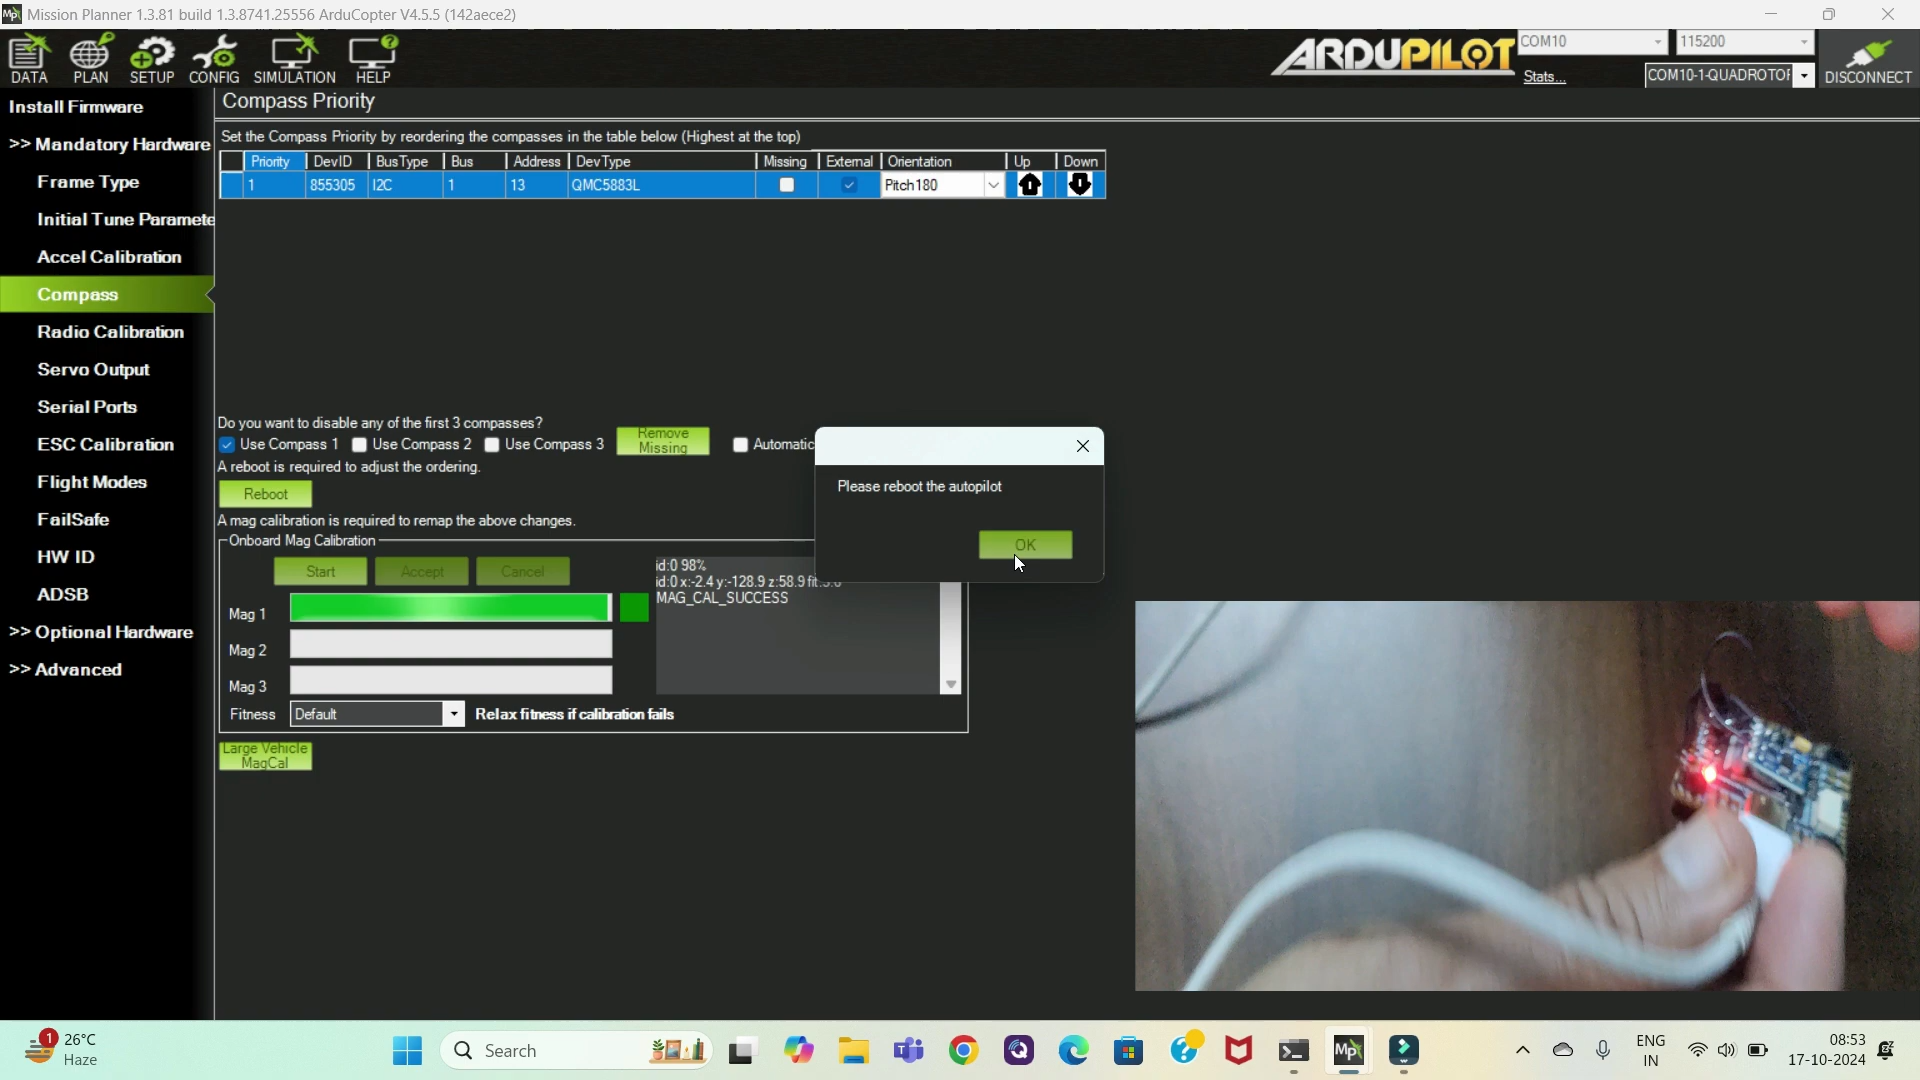 Mission Planner 1.3.81 build 1.3.8741.25556 ArduCopter V4.5.5 (142aece2)
DATA PLAN SETUP CONFIG SIMULATION HELP
ARDUPILOT
COM10 115200
Stats...
COM10-1-QUADROTOR
DISCONNECT
Install Firmware
>> Mandatory Hardware
Frame Type
Initial Tune Paramete
Accel Calibration
Compass
Radio Calibration
Servo Output
Serial Ports
ESC Calibration
Flight Modes
FailSafe
HW ID
ADSB
>> Optional Hardware
>> Advanced
Compass Priority
Set the Compass Priority by reordering the compasses in the table below (Highest at the top)
Priority DevID BusType Bus Address DevType Missing External Orientation Up Down
1 855305 I2C 1 13 QMC5883L Pitch180
Do you want to disable any of the first 3 compasses?
Use Compass 1 Use Compass 2 Use Compass 3 Remove Missing Automatic
A reboot is required to adjust the ordering.
Reboot
A mag calibration is required to remap the above changes.
Onboard Mag Calibration
Start Accept Cancel
Mag 1
Mag 2
Mag 3
Fitness Default Relax fitness if calibration fails
id:0 98%
id:0 x:-2.4 y:-128.9 z:58.9
MAG_CAL_SUCCESS
Large Vehicle
MagCal
Please reboot the autopilot
OK
1
26°C
Haze
Search
ENG
IN
08:53
17-10-2024